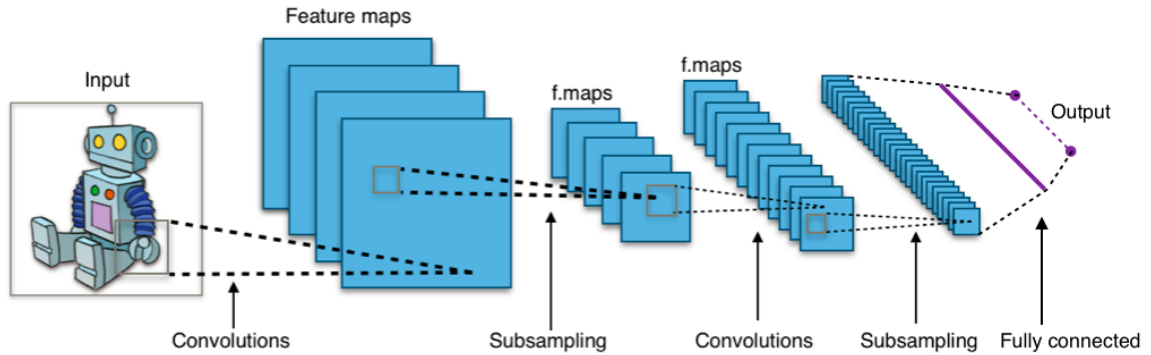 Feature maps
Input
f.maps
f.maps
Output
Convolutions
Subsampling
Convolutions
Subsampling
Fully connected